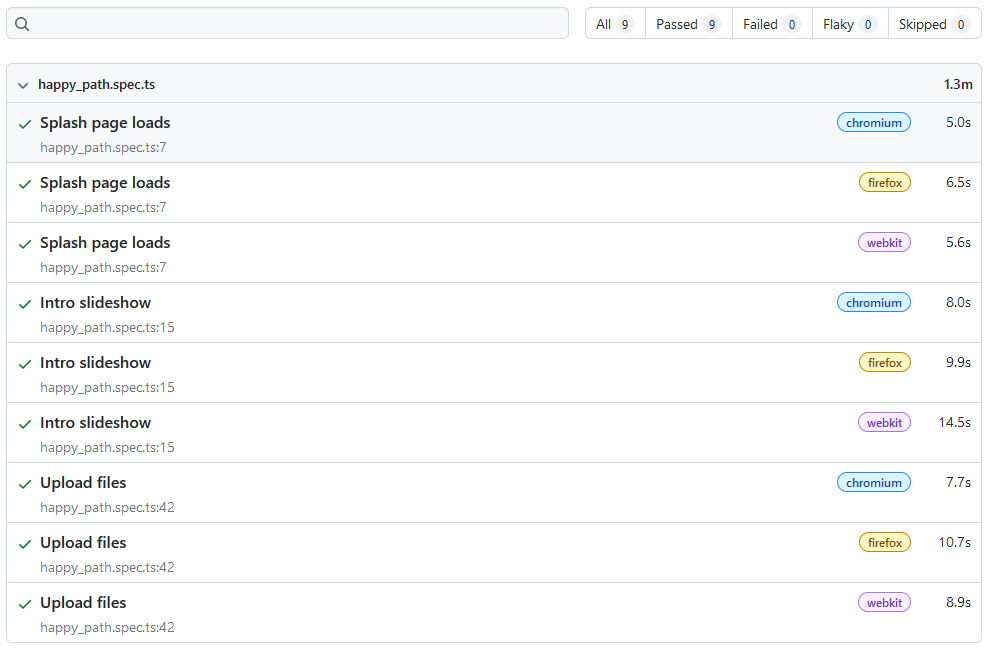 All 9 Passed 9 Failed 0 Flaky 0 Skipped 0
happy_path.spec.ts 1.3m
Splash page loads chromium 5.0s
happy_path.spec.ts:7
Splash page loads firefox 6.5s
happy_path.spec.ts:7
Splash page loads webkit 5.6s
happy_path.spec.ts:7
Intro slideshow chromium 8.0s
happy_path.spec.ts:15
Intro slideshow firefox 9.9s
happy_path.spec.ts:15
Intro slideshow webkit 14.5s
happy_path.spec.ts:15
Upload files chromium 7.7s
happy_path.spec.ts:42
Upload files firefox 10.7s
happy_path.spec.ts:42
Upload files webkit 8.9s
happy_path.spec.ts:42